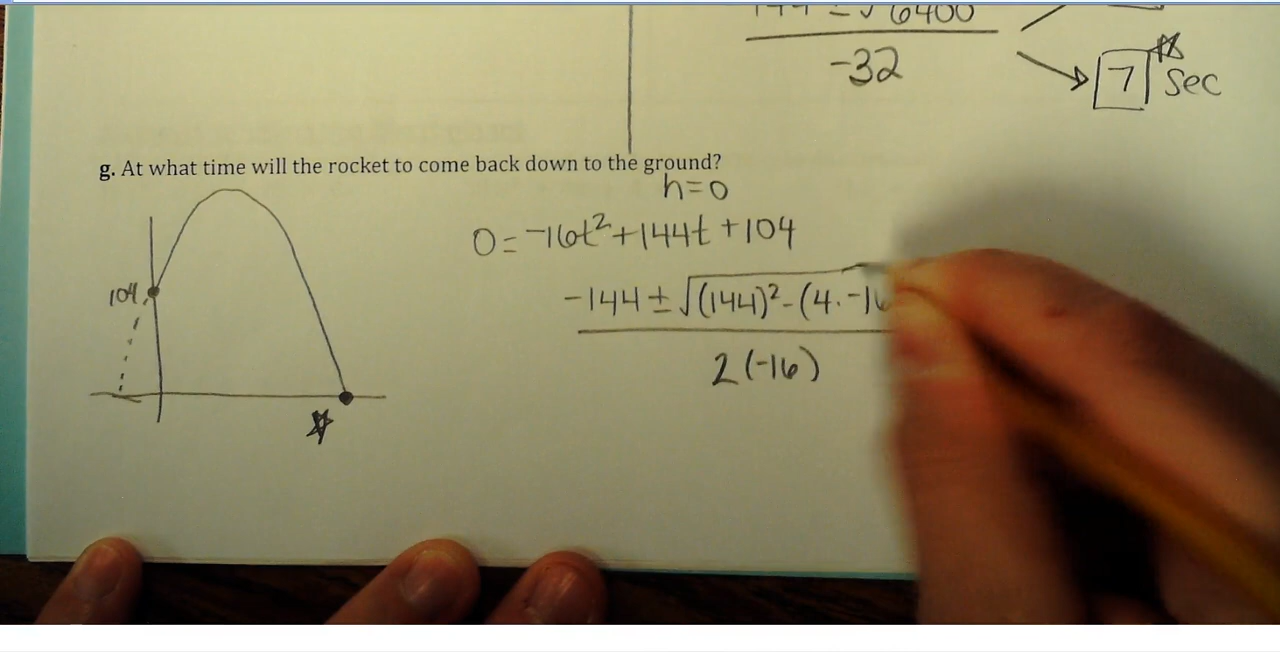 √6400
-32
7 sec
g. At what time will the rocket to come back down to the ground?
h=0
0=-16t²+144t+104
104
-144±√(144)²-(4·-16
2(-16)